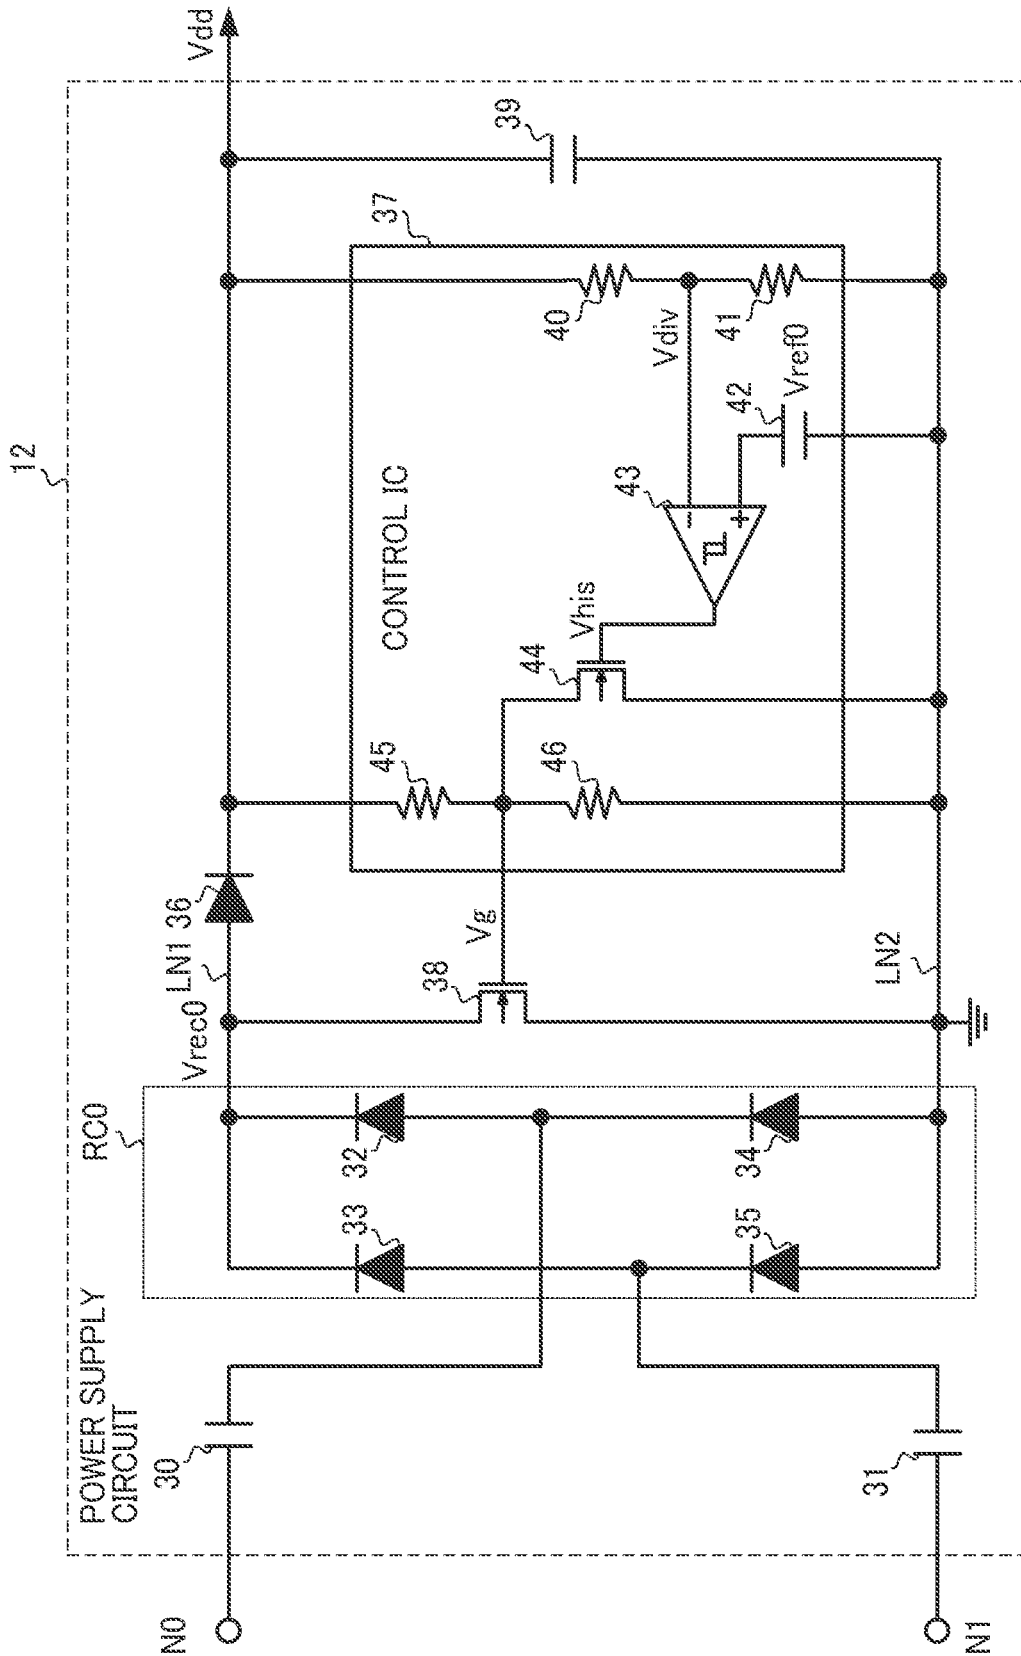 12
POWER SUPPLY
CIRCUIT
N0
30
N1
31
RC0
33
32
35
34
Vrec0
LN1
36
38
Vg
LN2
CONTROL IC
37
45
46
44
Vhis
43
Vdiv
40
41
42
Vref0
39
Vdd